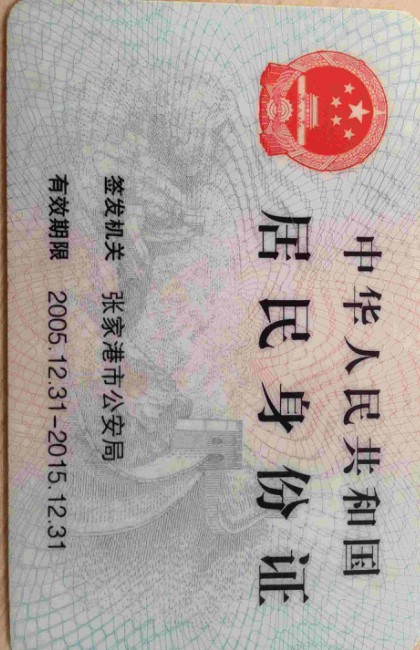 中华人民共和国
居民身份证
签发机关 张家港市公安局
有效期限 2005.12.31-2015.12.31